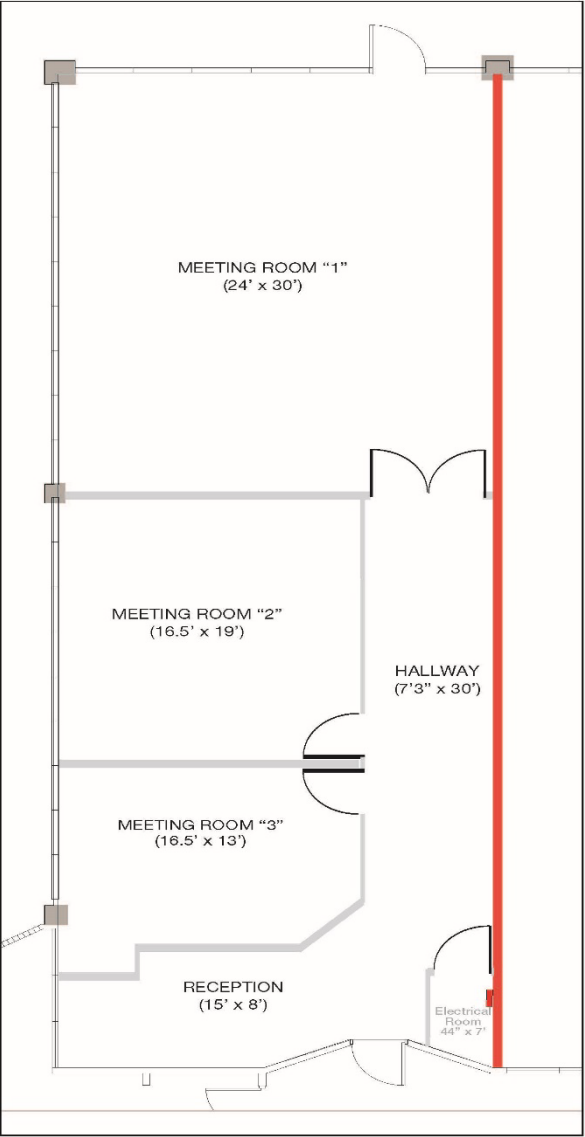 MEETING ROOM “1”
(24’ x 30’)
MEETING ROOM “2”
(16.5’ x 19’)
HALLWAY
(7’3” x 30’)
MEETING ROOM “3”
(16.5’ x 13’)
RECEPTION
(15’ x 8’)
Electrical
Room
44” x 7’